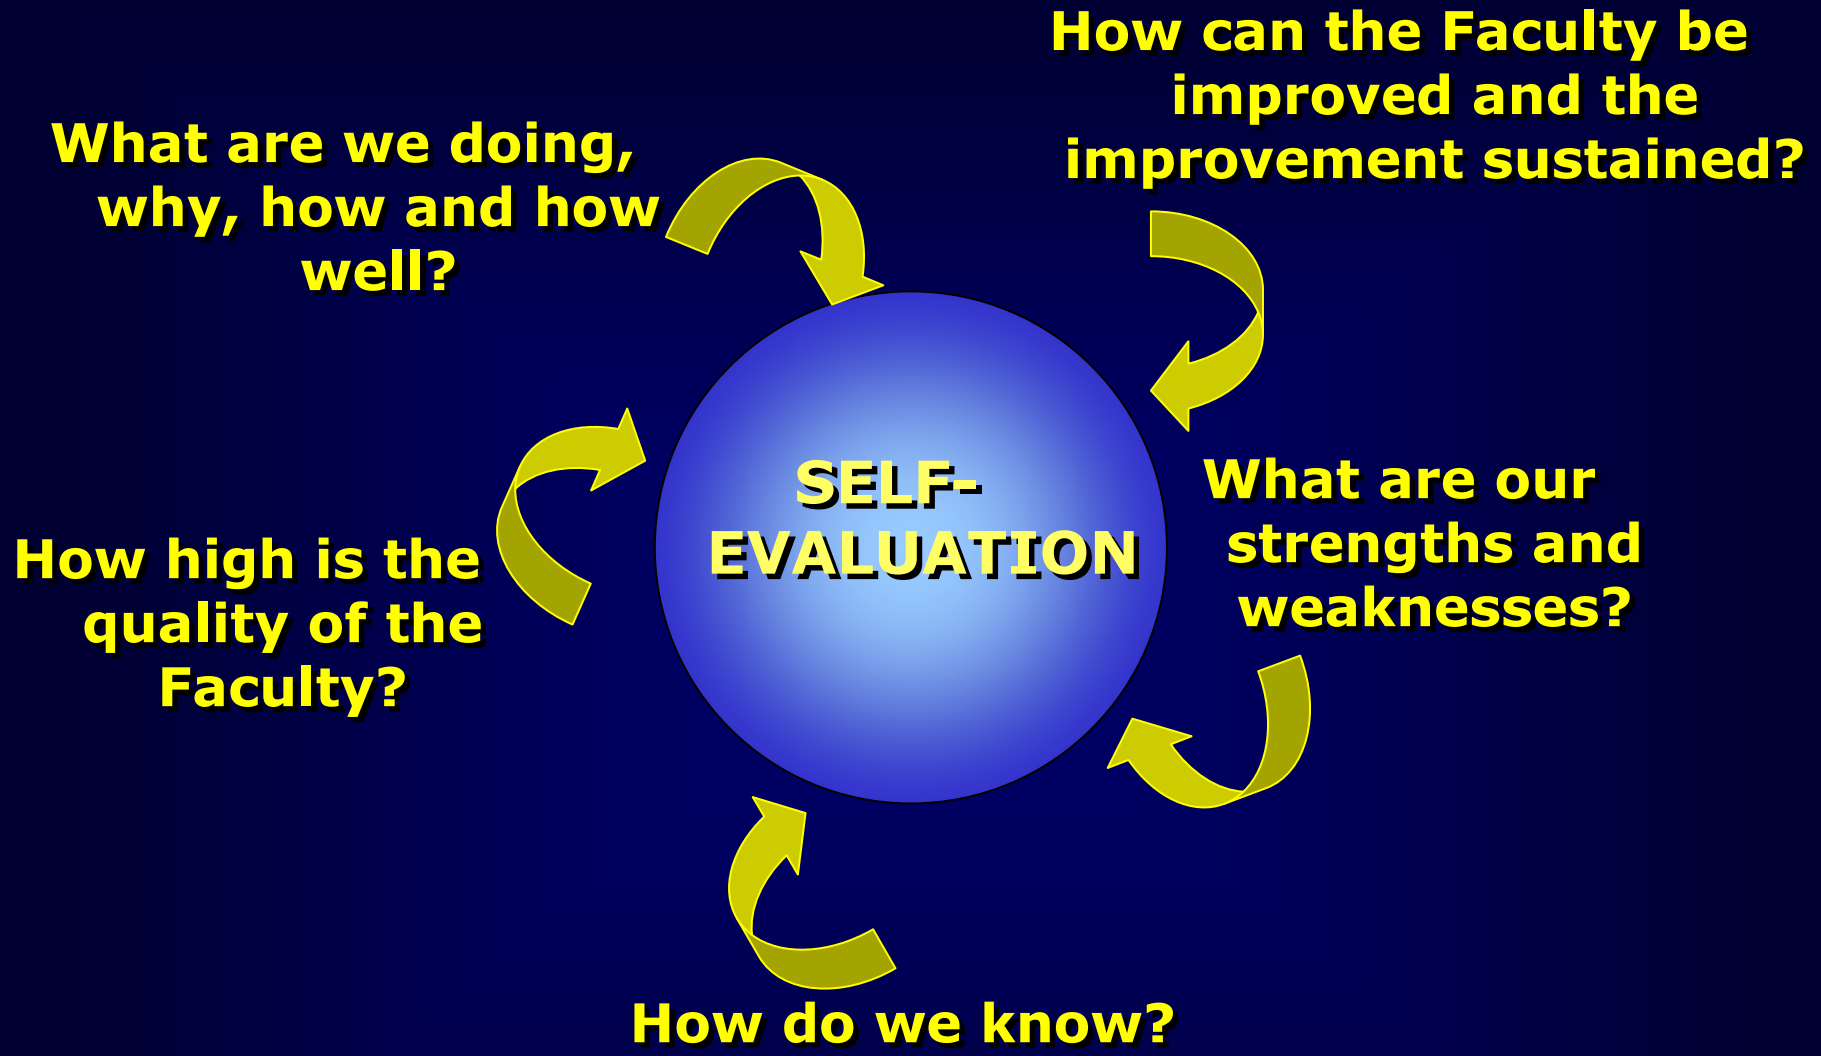 How can the Faculty be
improved and the
improvement sustained?
What are we doing,
why, how and how
well?
SELF-
EVALUATION
What are our
strengths and
weaknesses?
How high is the
quality of the
Faculty?
How do we know?